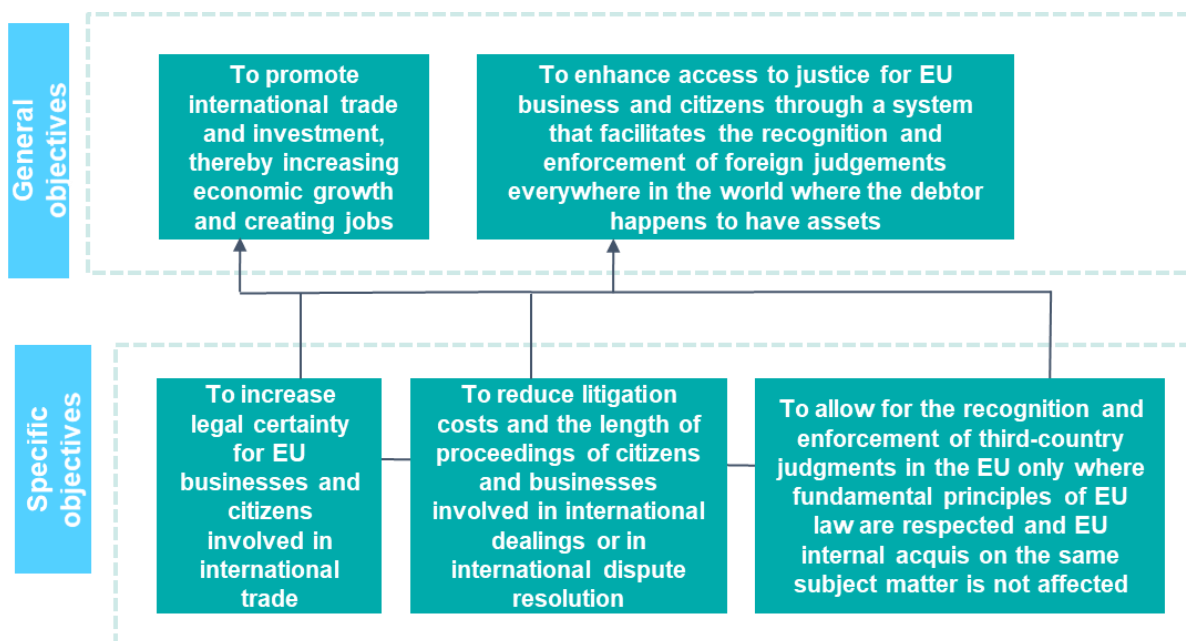 General
objectives
To promote
international trade
and investment,
thereby increasing
economic growth
and creating jobs
To enhance access to justice for EU
business and citizens through a system
that facilitates the recognition and
enforcement of foreign judgements
everywhere in the world where the debtor
happens to have assets
Specific
objectives
To increase
legal certainty
for EU
businesses and
citizens
involved in
international
trade
To reduce litigation
costs and the length of
proceedings of citizens
and businesses
involved in international
dealings or in
international dispute
resolution
To allow for the recognition and
enforcement of third-country
judgments in the EU only where
fundamental principles of EU
law are respected and EU
internal acquis on the same
subject matter is not affected